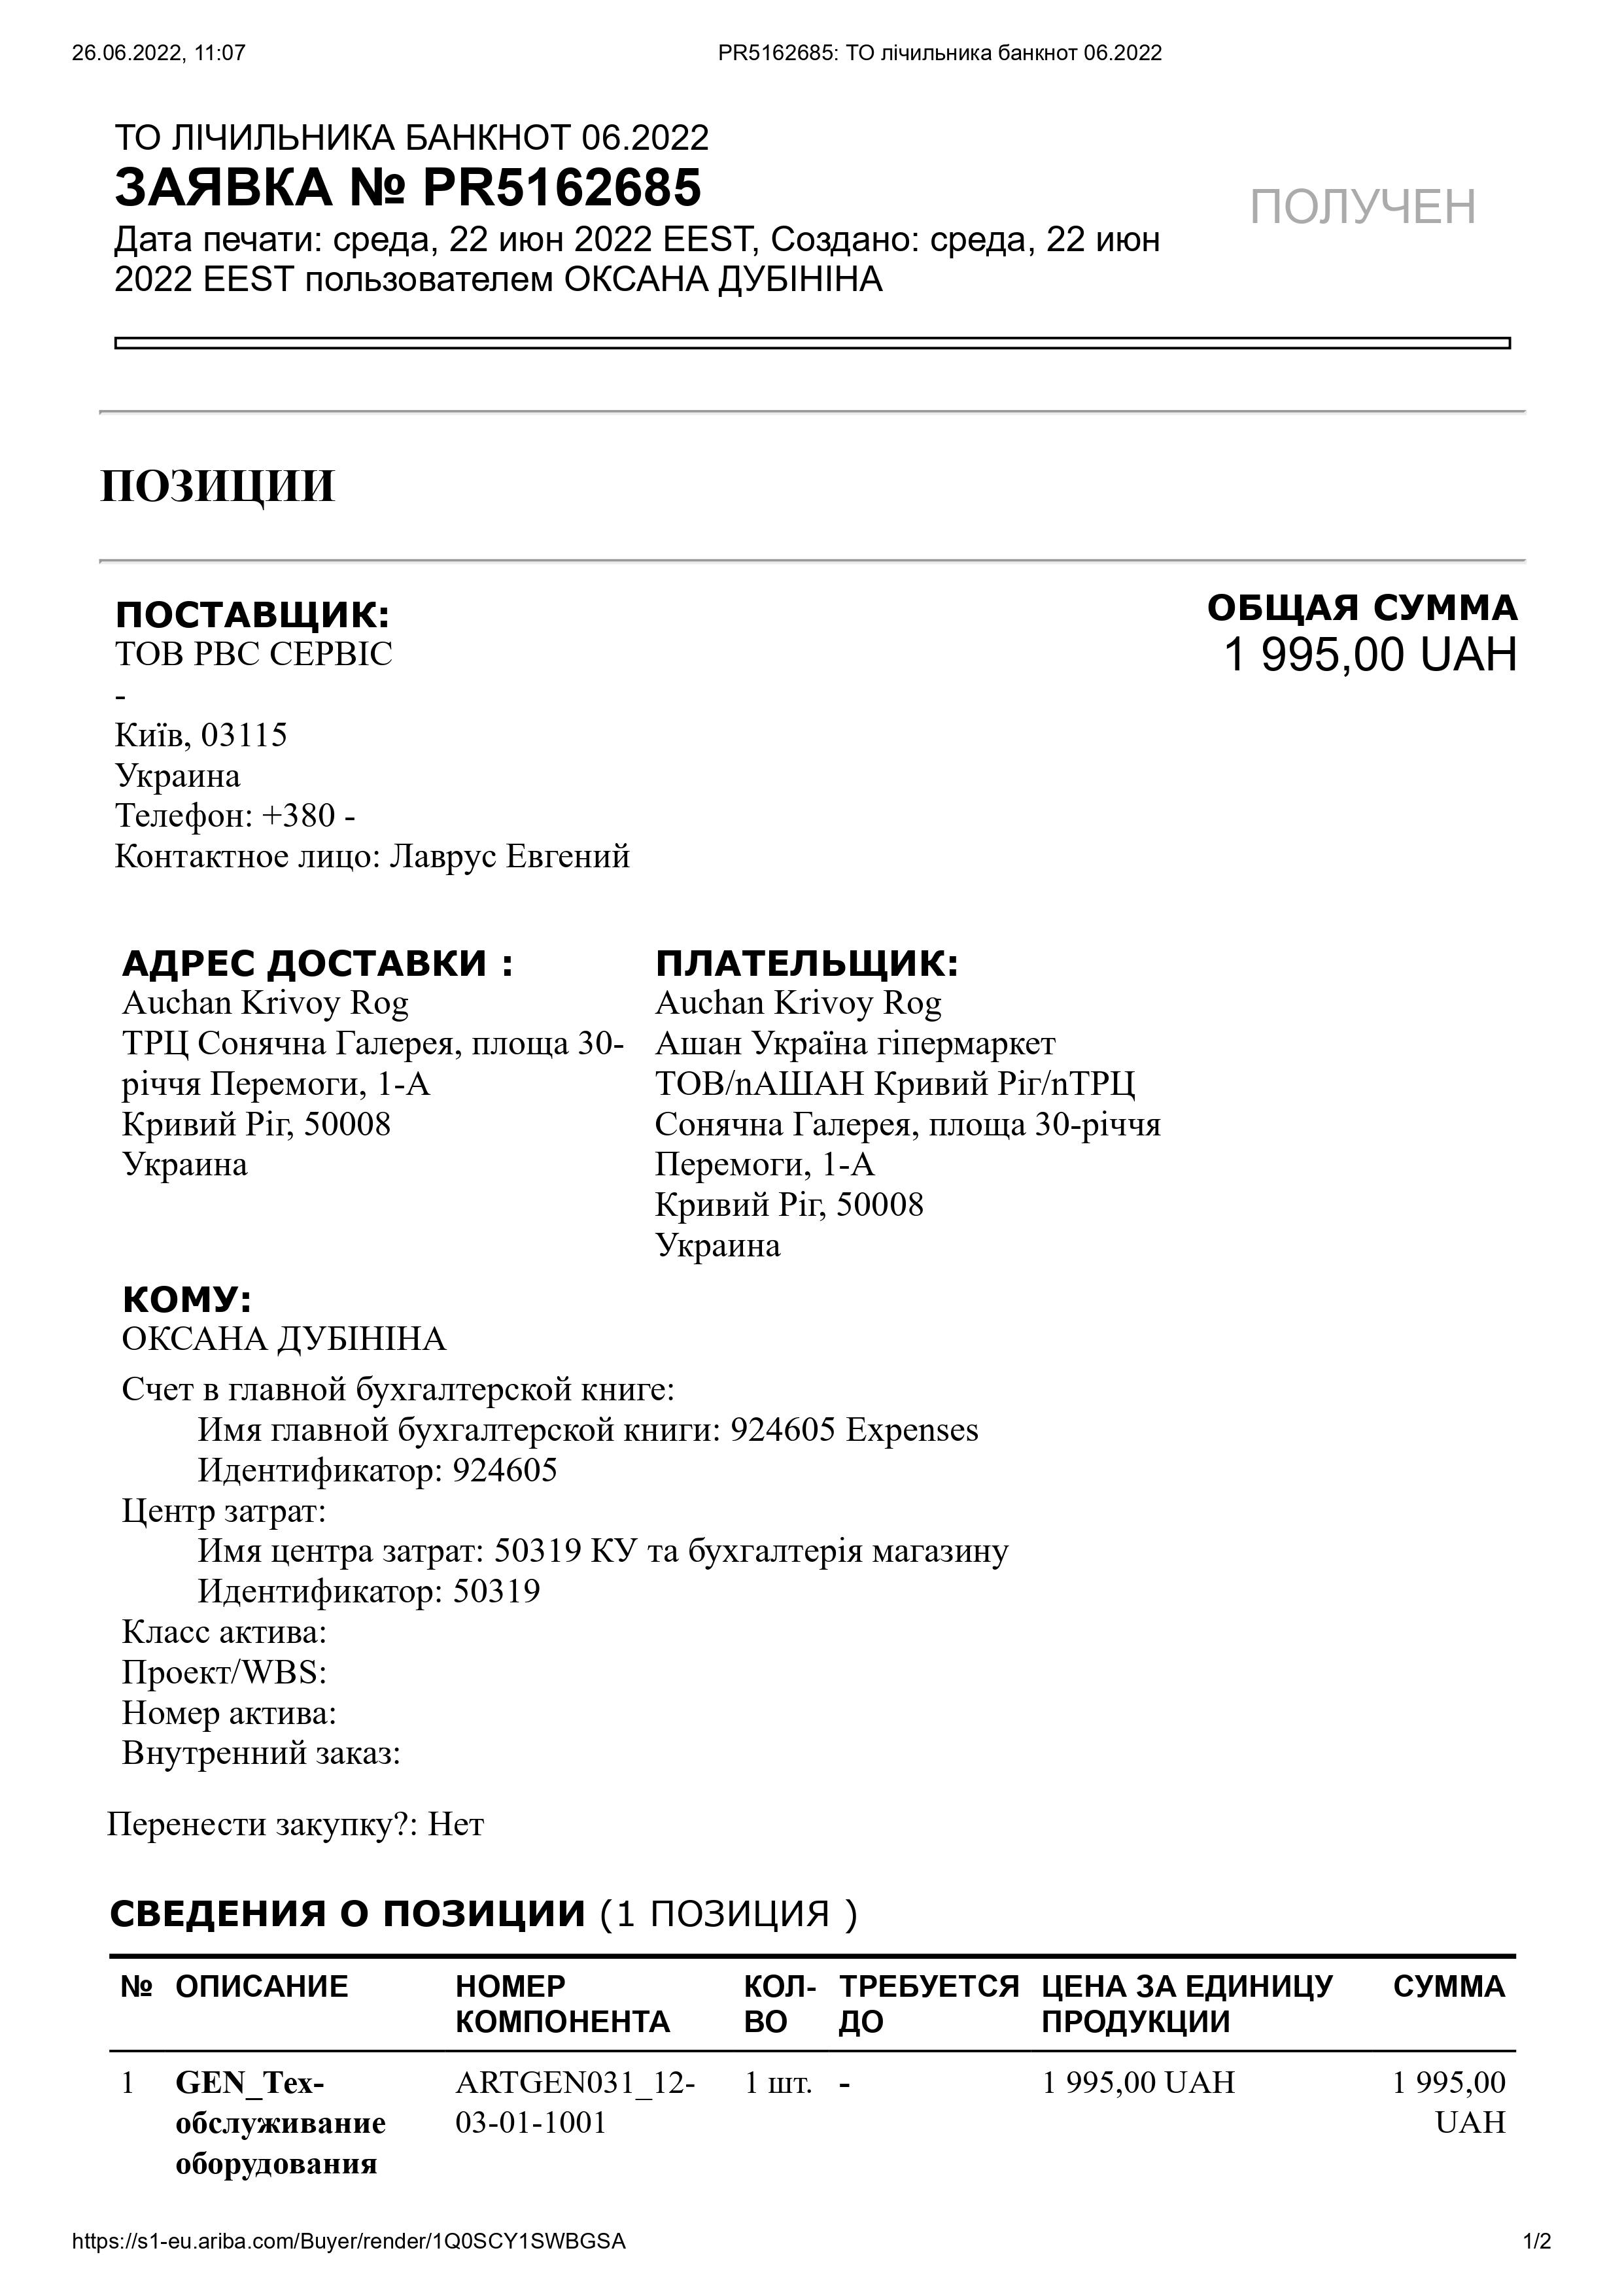 26.06.2022, 11:07
PR5162685: ТО лічильника банкнот 06.2022
ТО ЛІЧИЛЬНИКА БАНКНОТ 06.2022
ЗАЯВКА № PR5162685
ПОЛУЧЕН
Дата печати: среда, 22 июн 2022 EEST, Создано: среда, 22 июн
2022 EEST пользователем ОКСАНА ДУБІНІНА
ПОЗИЦИИ
ПОСТАВЩИК:
ТОВ РВС СЕРВІС
-
Київ, 03115
Украина
Телефон: +380 -
Контактное лицо: Лаврус Евгений
ОБЩАЯ СУММА
1 995,00 UAH
АДРЕС ДОСТАВКИ :
Auchan Krivoy Rog
ТРЦ Сонячна Галерея, площа 30-
річчя Перемоги, 1-А
Кривий Ріг, 50008
Украина
ПЛАТЕЛЬЩИК:
Auchan Krivoy Rog
Ашан Україна гіпермаркет
ТОВ/nАШАН Кривий Ріг/nТРЦ
Сонячна Галерея, площа 30-річчя
Перемоги, 1-А
Кривий Ріг, 50008
Украина
КОМУ:
ОКСАНА ДУБІНІНА
Счет в главной бухгалтерской книге:
Имя главной бухгалтерской книги: 924605 Expenses
Идентификатор: 924605
Центр затрат:
Имя центра затрат: 50319 КУ та бухгалтерія магазину
Идентификатор: 50319
Класс актива:
Проект/WBS:
Номер актива:
Внутренний заказ:
Перенести закупку?: Нет
СВЕДЕНИЯ О ПОЗИЦИИ (1 ПОЗИЦИЯ )
№ ОПИСАНИЕ НОМЕР КОЛ- ТРЕБУЕТСЯ ЦЕНА ЗА ЕДИНИЦУ СУММА
КОМПОНЕНТА ВО ДО ПРОДУКЦИИ
1 GEN_Тех- ARTGEN031_12- 1 шт. - 1 995,00 UAH 1 995,00
обслуживание 03-01-1001 UAH
оборудования
https://s1-eu.ariba.com/Buyer/render/1Q0SCY1SWBGSA
1/2